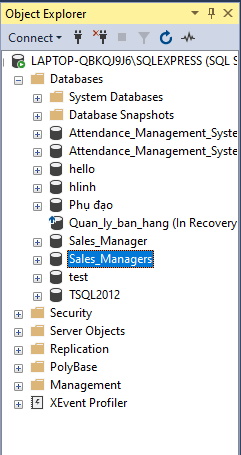 Object Explorer
Connect
LAPTOP-QBKQJ9J6\SQLEXPRESS (SQL S
Databases
System Databases
Database Snapshots
Attendance_Management_Syste
Attendance_Management_Syste
hello
hlinh
Phụ đạo
Quan_ly_ban_hang (In Recovery
Sales_Manager
Sales_Managers
test
TSQL2012
Security
Server Objects
Replication
PolyBase
Management
XEvent Profiler